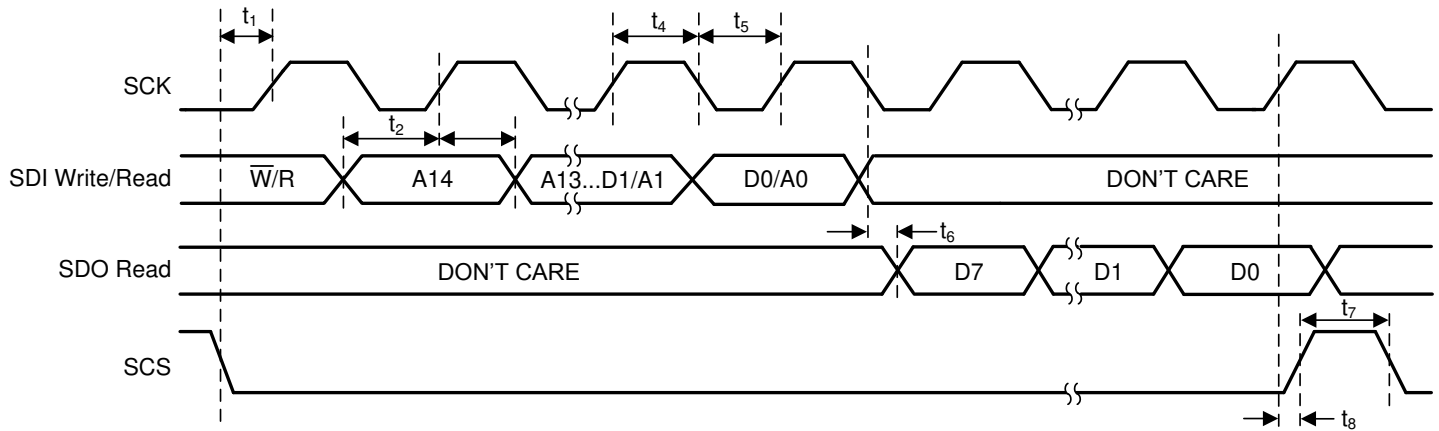 t₁
t₄
t₅
SCK
t₂
SDI Write/Read
W̅/R
A14
A13...D1/A1
D0/A0
DON'T CARE
t₆
SDO Read
DON'T CARE
D7
D1
D0
t₇
SCS
t₈